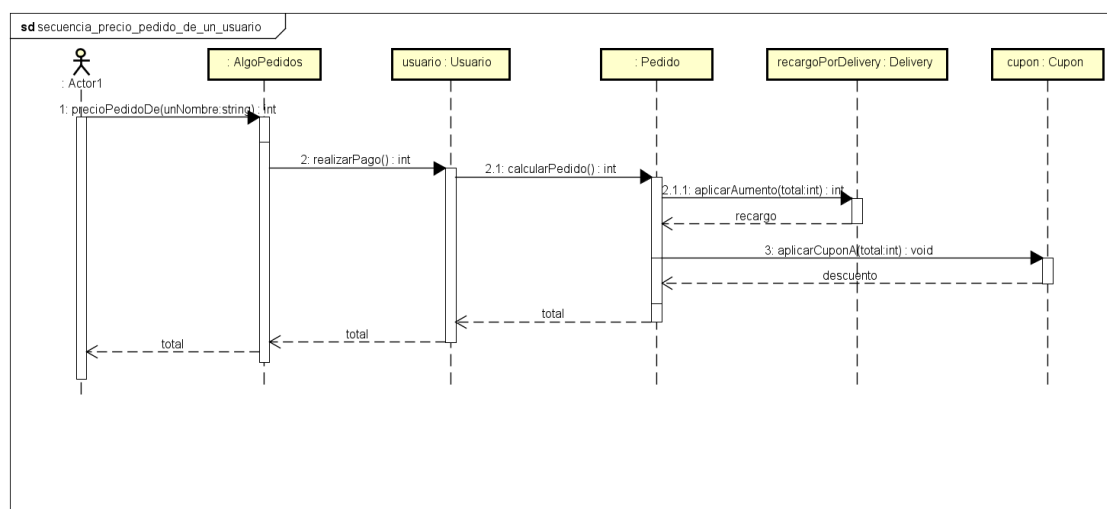 sd secuencia_precio_pedido_de_un_usuario
: Actor1
: AlgoPedidos
usuario : Usuario
: Pedido
recargoPorDelivery : Delivery
cupon : Cupon
1: precioPedidoDe(unNombre:string) : int
2: realizarPago() : int
2.1: calcularPedido() : int
2.1.1: aplicarAumento(total:int) : int
recargo
3: aplicarCuponA(total:int) : void
descuento
total
total
total